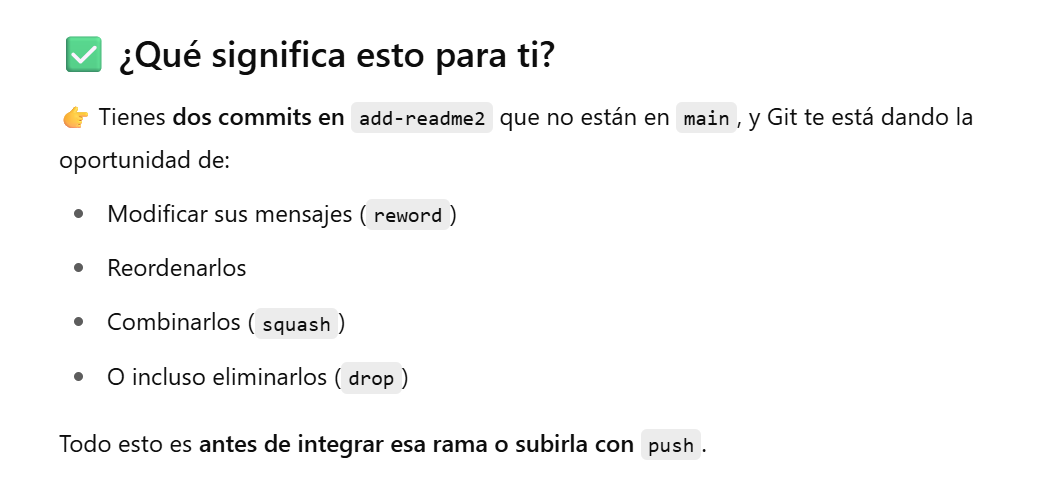 ✅ ¿Qué significa esto para ti?
👉 Tienes dos commits en add-readme2 que no están en main, y Git te está dando la
oportunidad de:
• Modificar sus mensajes (reword)
• Reordenarlos
• Combinarlos (squash)
• O incluso eliminarlos (drop)
Todo esto es antes de integrar esa rama o subirla con push.